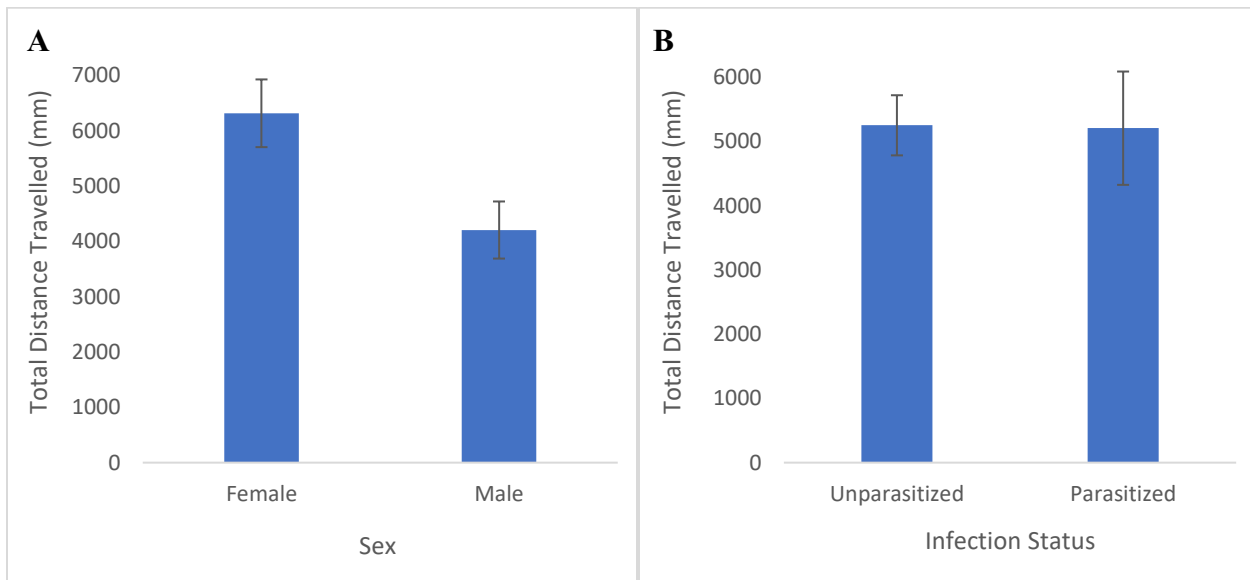 A
Total Distance Travelled (mm)
7000
6000
5000
4000
3000
2000
1000
0
Female Male
Sex
B
Total Distance Travelled (mm)
6000
5000
4000
3000
2000
1000
0
Unparasitized Parasitized
Infection Status